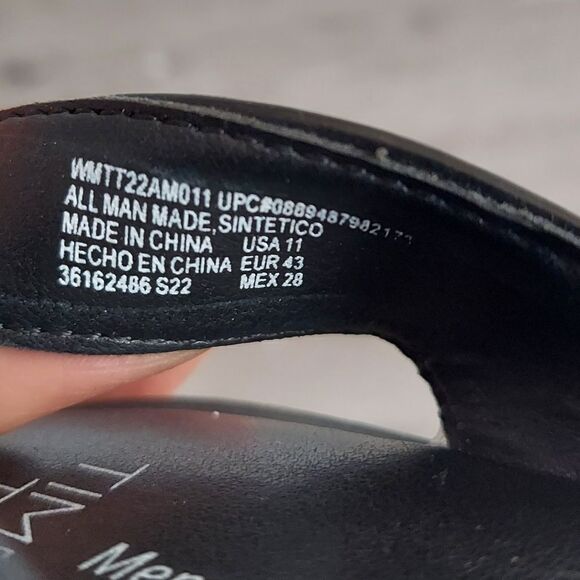 WMTT22AM011 UPC#0889487982173
ALL MAN MADE, SINTETICO
MADE IN CHINA USA 11
HECHO EN CHINA EUR 43
36162486 S22 MEX 28
TIM